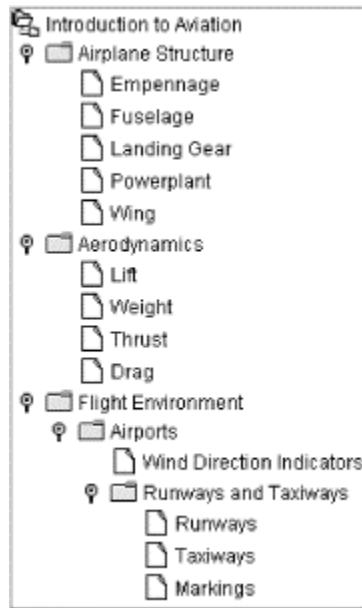 Introduction to Aviation
Airplane Structure
Empennage
Fuselage
Landing Gear
Powerplant
Wing
Aerodynamics
Lift
Weight
Thrust
Drag
Flight Environment
Airports
Wind Direction Indicators
Runways and Taxiways
Runways
Taxiways
Markings